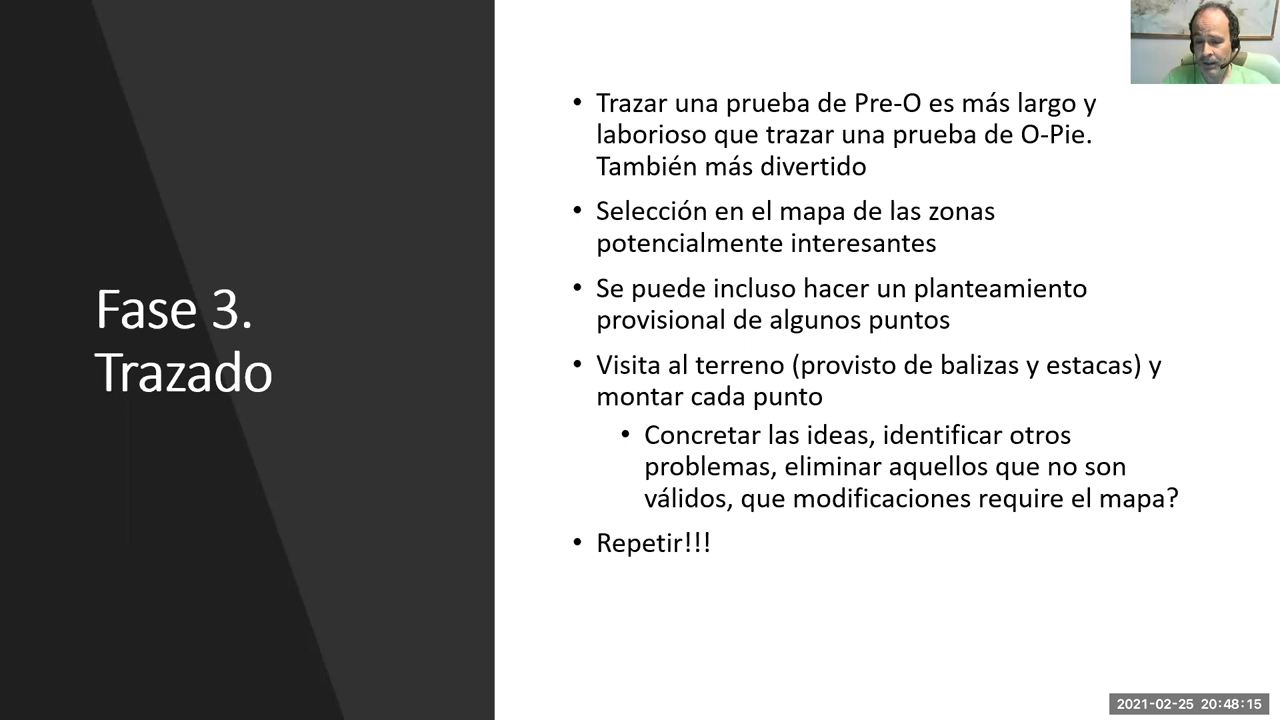 Fase 3.
Trazado
• Trazar una prueba de Pre-O es más largo y
laborioso que trazar una prueba de O-Pie.
También más divertido
• Selección en el mapa de las zonas
potencialmente interesantes
• Se puede incluso hacer un planteamiento
provisional de algunos puntos
• Visita al terreno (provisto de balizas y estacas) y
montar cada punto
• Concretar las ideas, identificar otros
problemas, eliminar aquellos que no son
válidos, que modificaciones require el mapa?
• Repetir!!!
2021-02-25 20:48:15